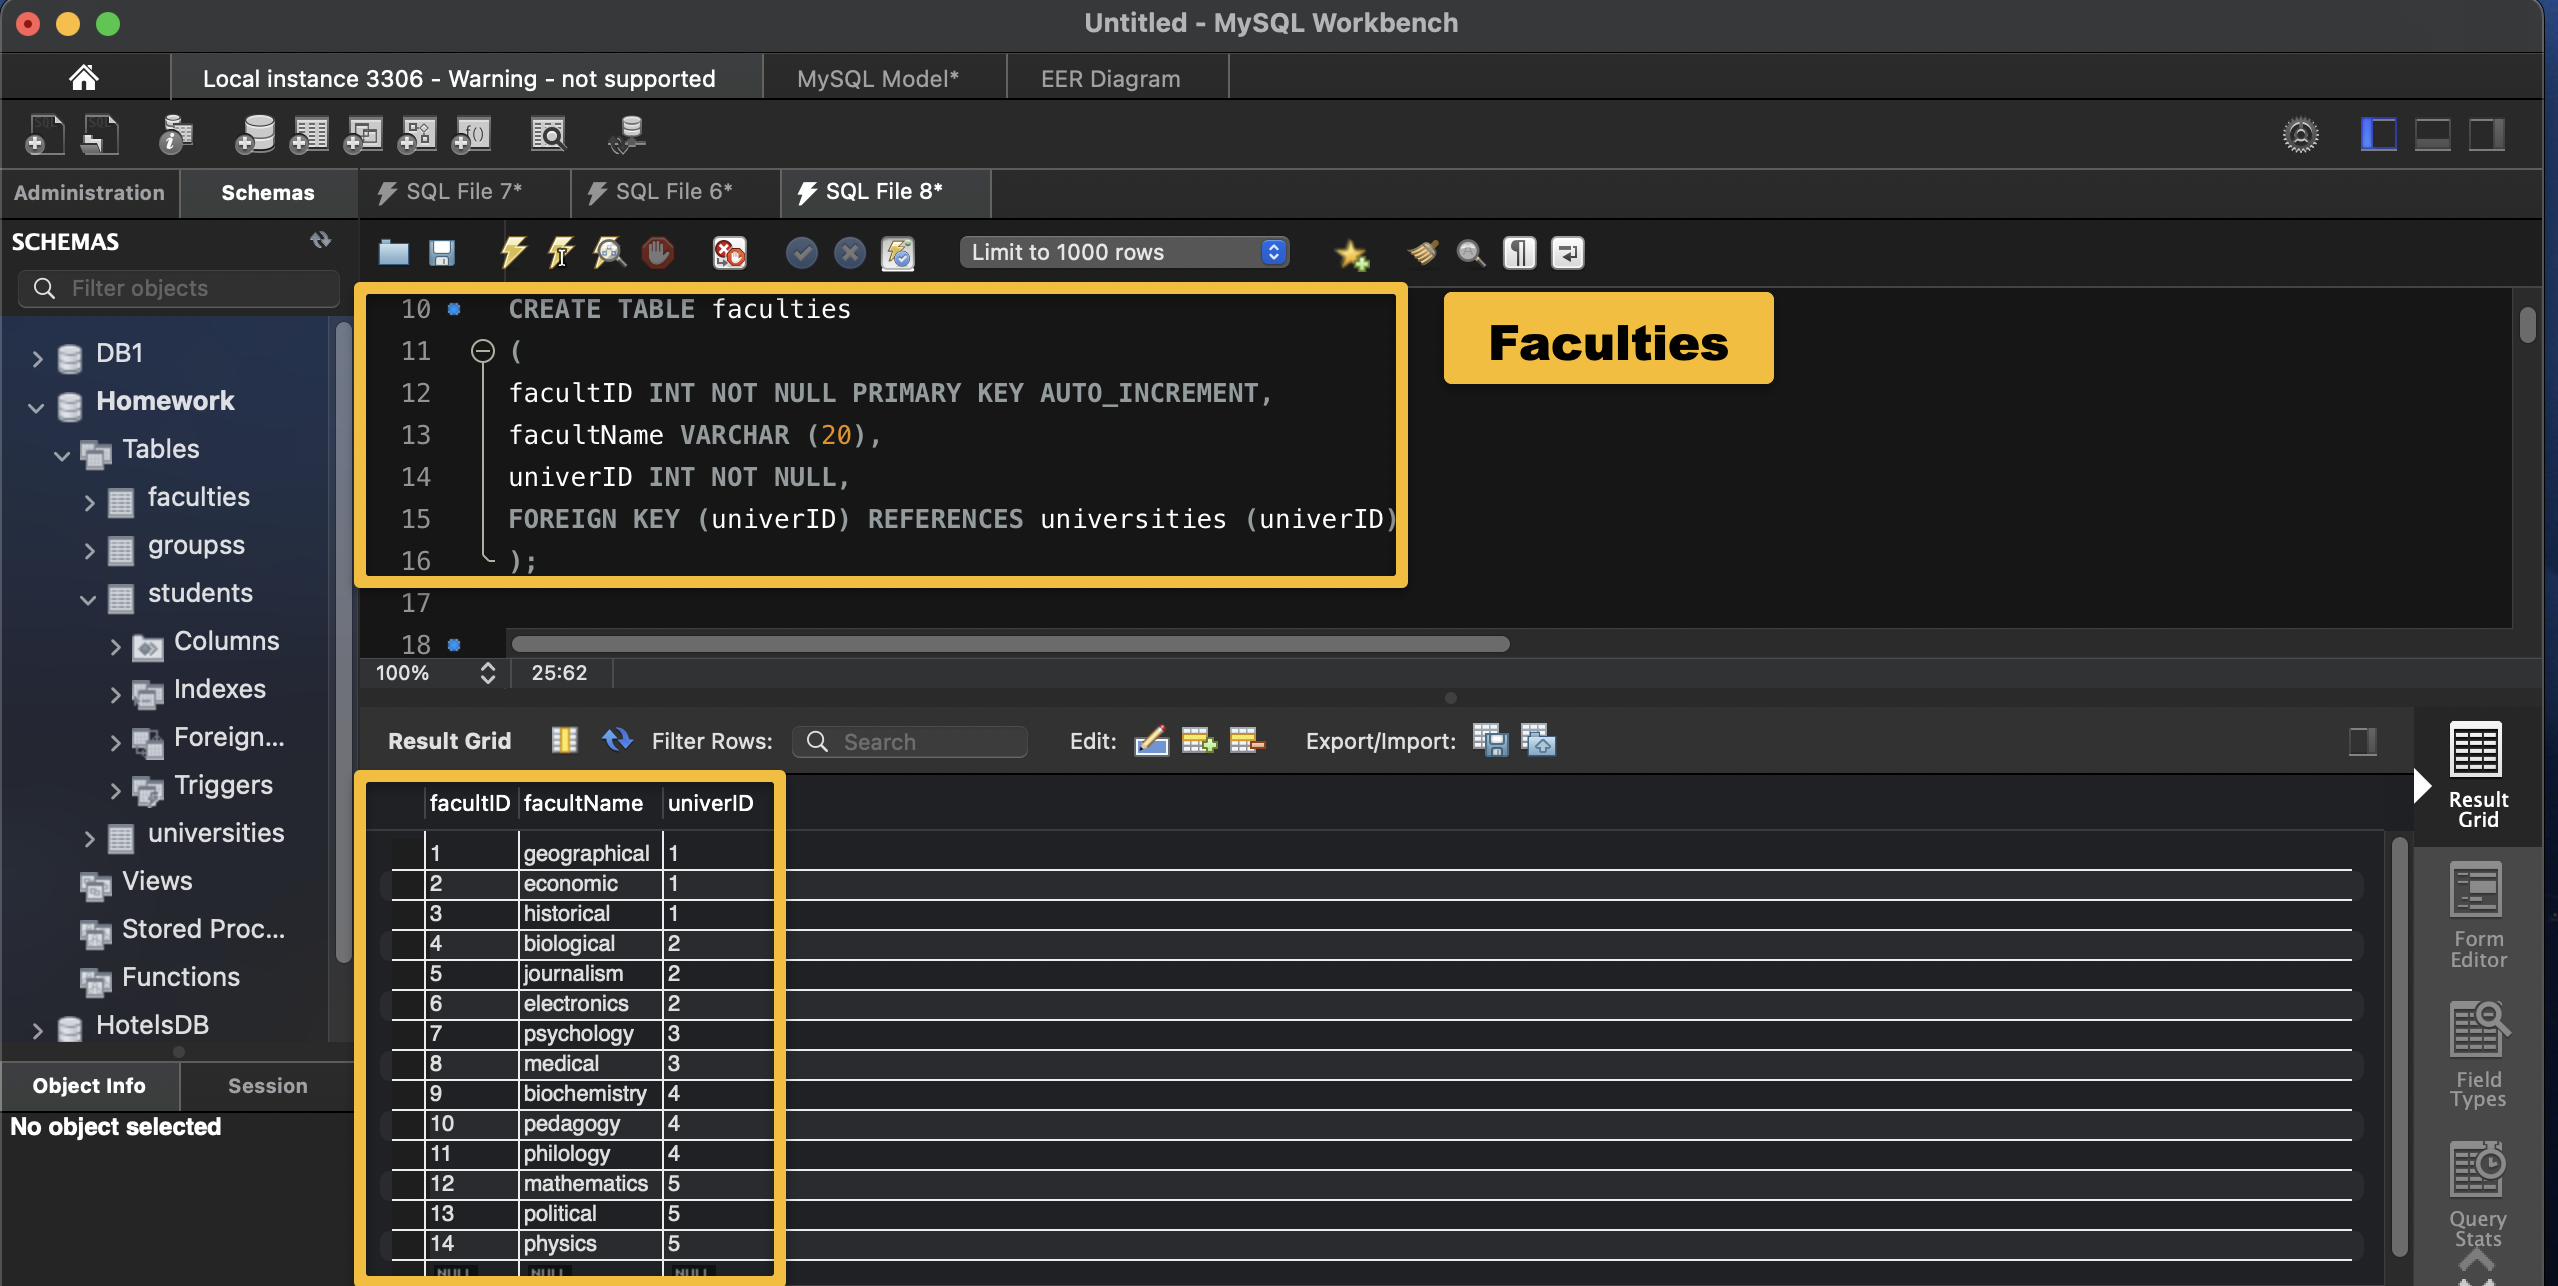 Untitled - MySQL Workbench
Local instance 3306 - Warning - not supported
MySQL Model*
EER Diagram
Administration
Schemas
SQL File 7*
SQL File 6*
SQL File 8*
SCHEMAS
Filter objects
Limit to 1000 rows
DB1
Homework
Tables
faculties
groupss
students
Columns
Indexes
Foreign...
Triggers
universities
Views
Stored Proc...
Functions
HotelsDB
Object Info
Session
No object selected
10 CREATE TABLE faculties
11 (
12 facultID INT NOT NULL PRIMARY KEY AUTO_INCREMENT,
13 facultName VARCHAR (20),
14 univerID INT NOT NULL,
15 FOREIGN KEY (univerID) REFERENCES universities (univerID)
16 );
17
18
Faculties
100%
25:62
Result Grid
Filter Rows:
Search
Edit:
Export/Import:
facultID facultName univerID
1 geographical 1
2 economic 1
3 historical 1
4 biological 2
5 journalism 2
6 electronics 2
7 psychology 3
8 medical 3
9 biochemistry 4
10 pedagogy 4
11 philology 4
12 mathematics 5
13 political 5
14 physics 5
NULL NULL NULL
Result
Grid
Form
Editor
Field
Types
Query
Stats